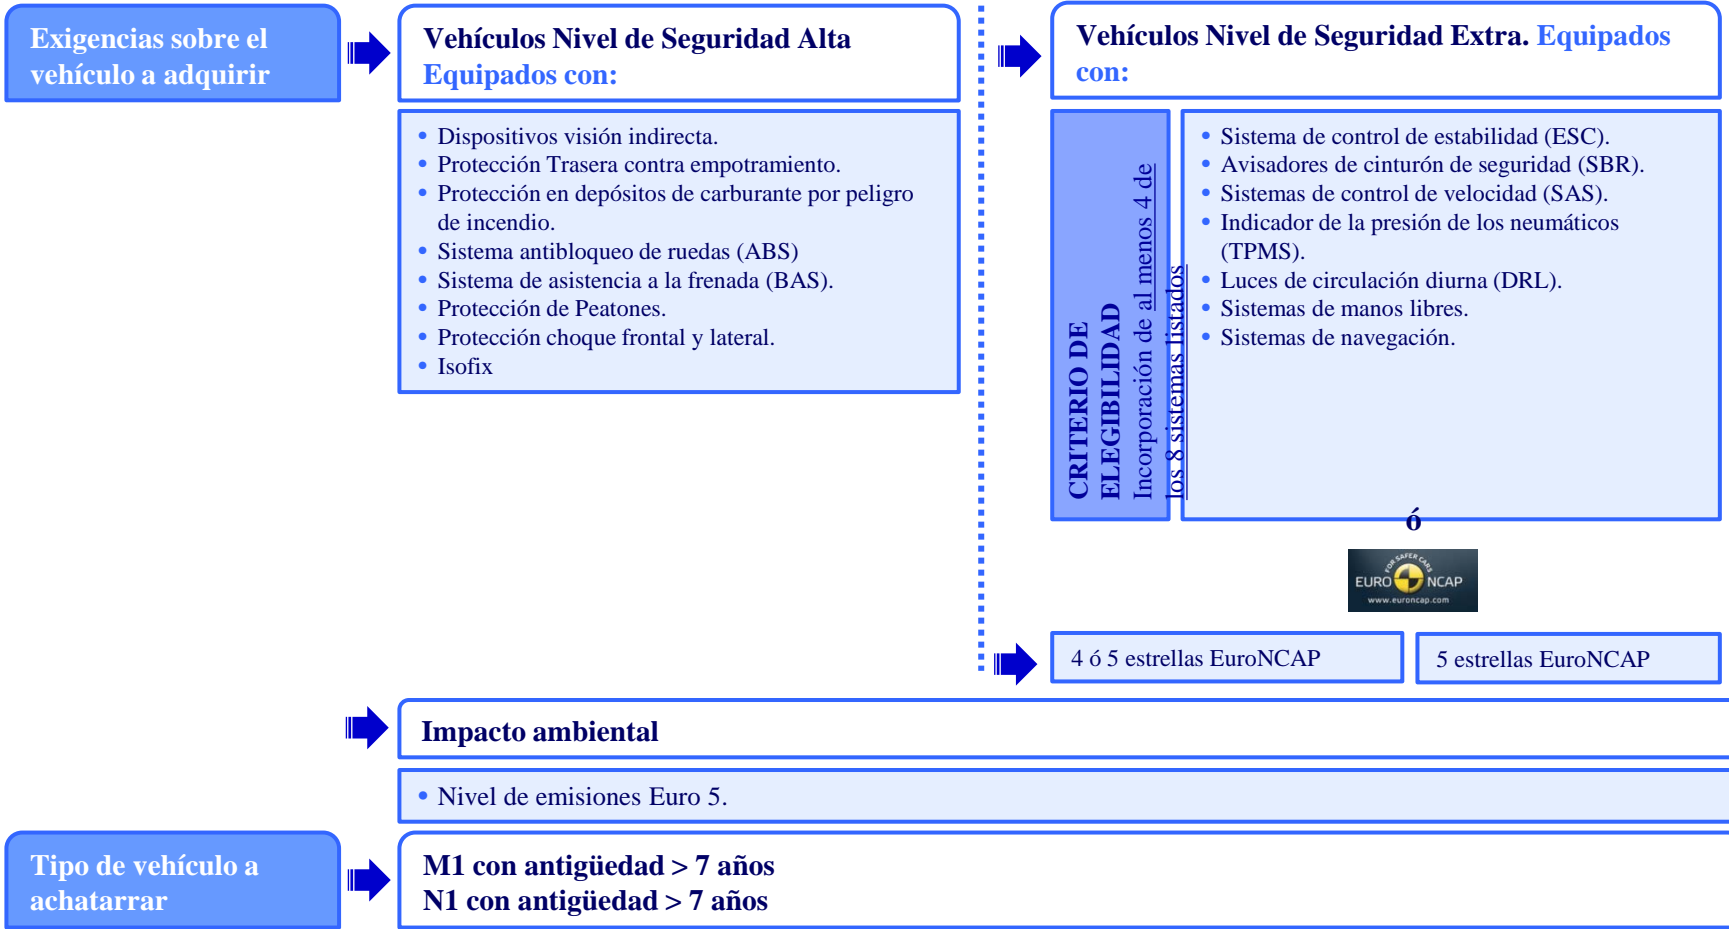 Exigencias sobre el
vehículo a adquirir
Vehículos Nivel de Seguridad Alta
Equipados con:
• Dispositivos visión indirecta.
• Protección Trasera contra empotramiento.
• Protección en depósitos de carburante por peligro
de incendio.
• Sistema antibloqueo de ruedas (ABS)
• Sistema de asistencia a la frenada (BAS).
• Protección de Peatones.
• Protección choque frontal y lateral.
• Isofix
Vehículos Nivel de Seguridad Extra. Equipados
con:
CRITERIO DE
ELEGIBILIDAD
Incorporación de al menos 4 de
los 8 sistemas listados
• Sistema de control de estabilidad (ESC).
• Avisadores de cinturón de seguridad (SBR).
• Sistemas de control de velocidad (SAS).
• Indicador de la presión de los neumáticos
(TPMS).
• Luces de circulación diurna (DRL).
• Sistemas de manos libres.
• Sistemas de navegación.
ó
FOR SAFER CARS
EURO NCAP
www.euroncap.com
4 ó 5 estrellas EuroNCAP
5 estrellas EuroNCAP
Impacto ambiental
• Nivel de emisiones Euro 5.
Tipo de vehículo a
achatarrar
M1 con antigüedad > 7 años
N1 con antigüedad > 7 años